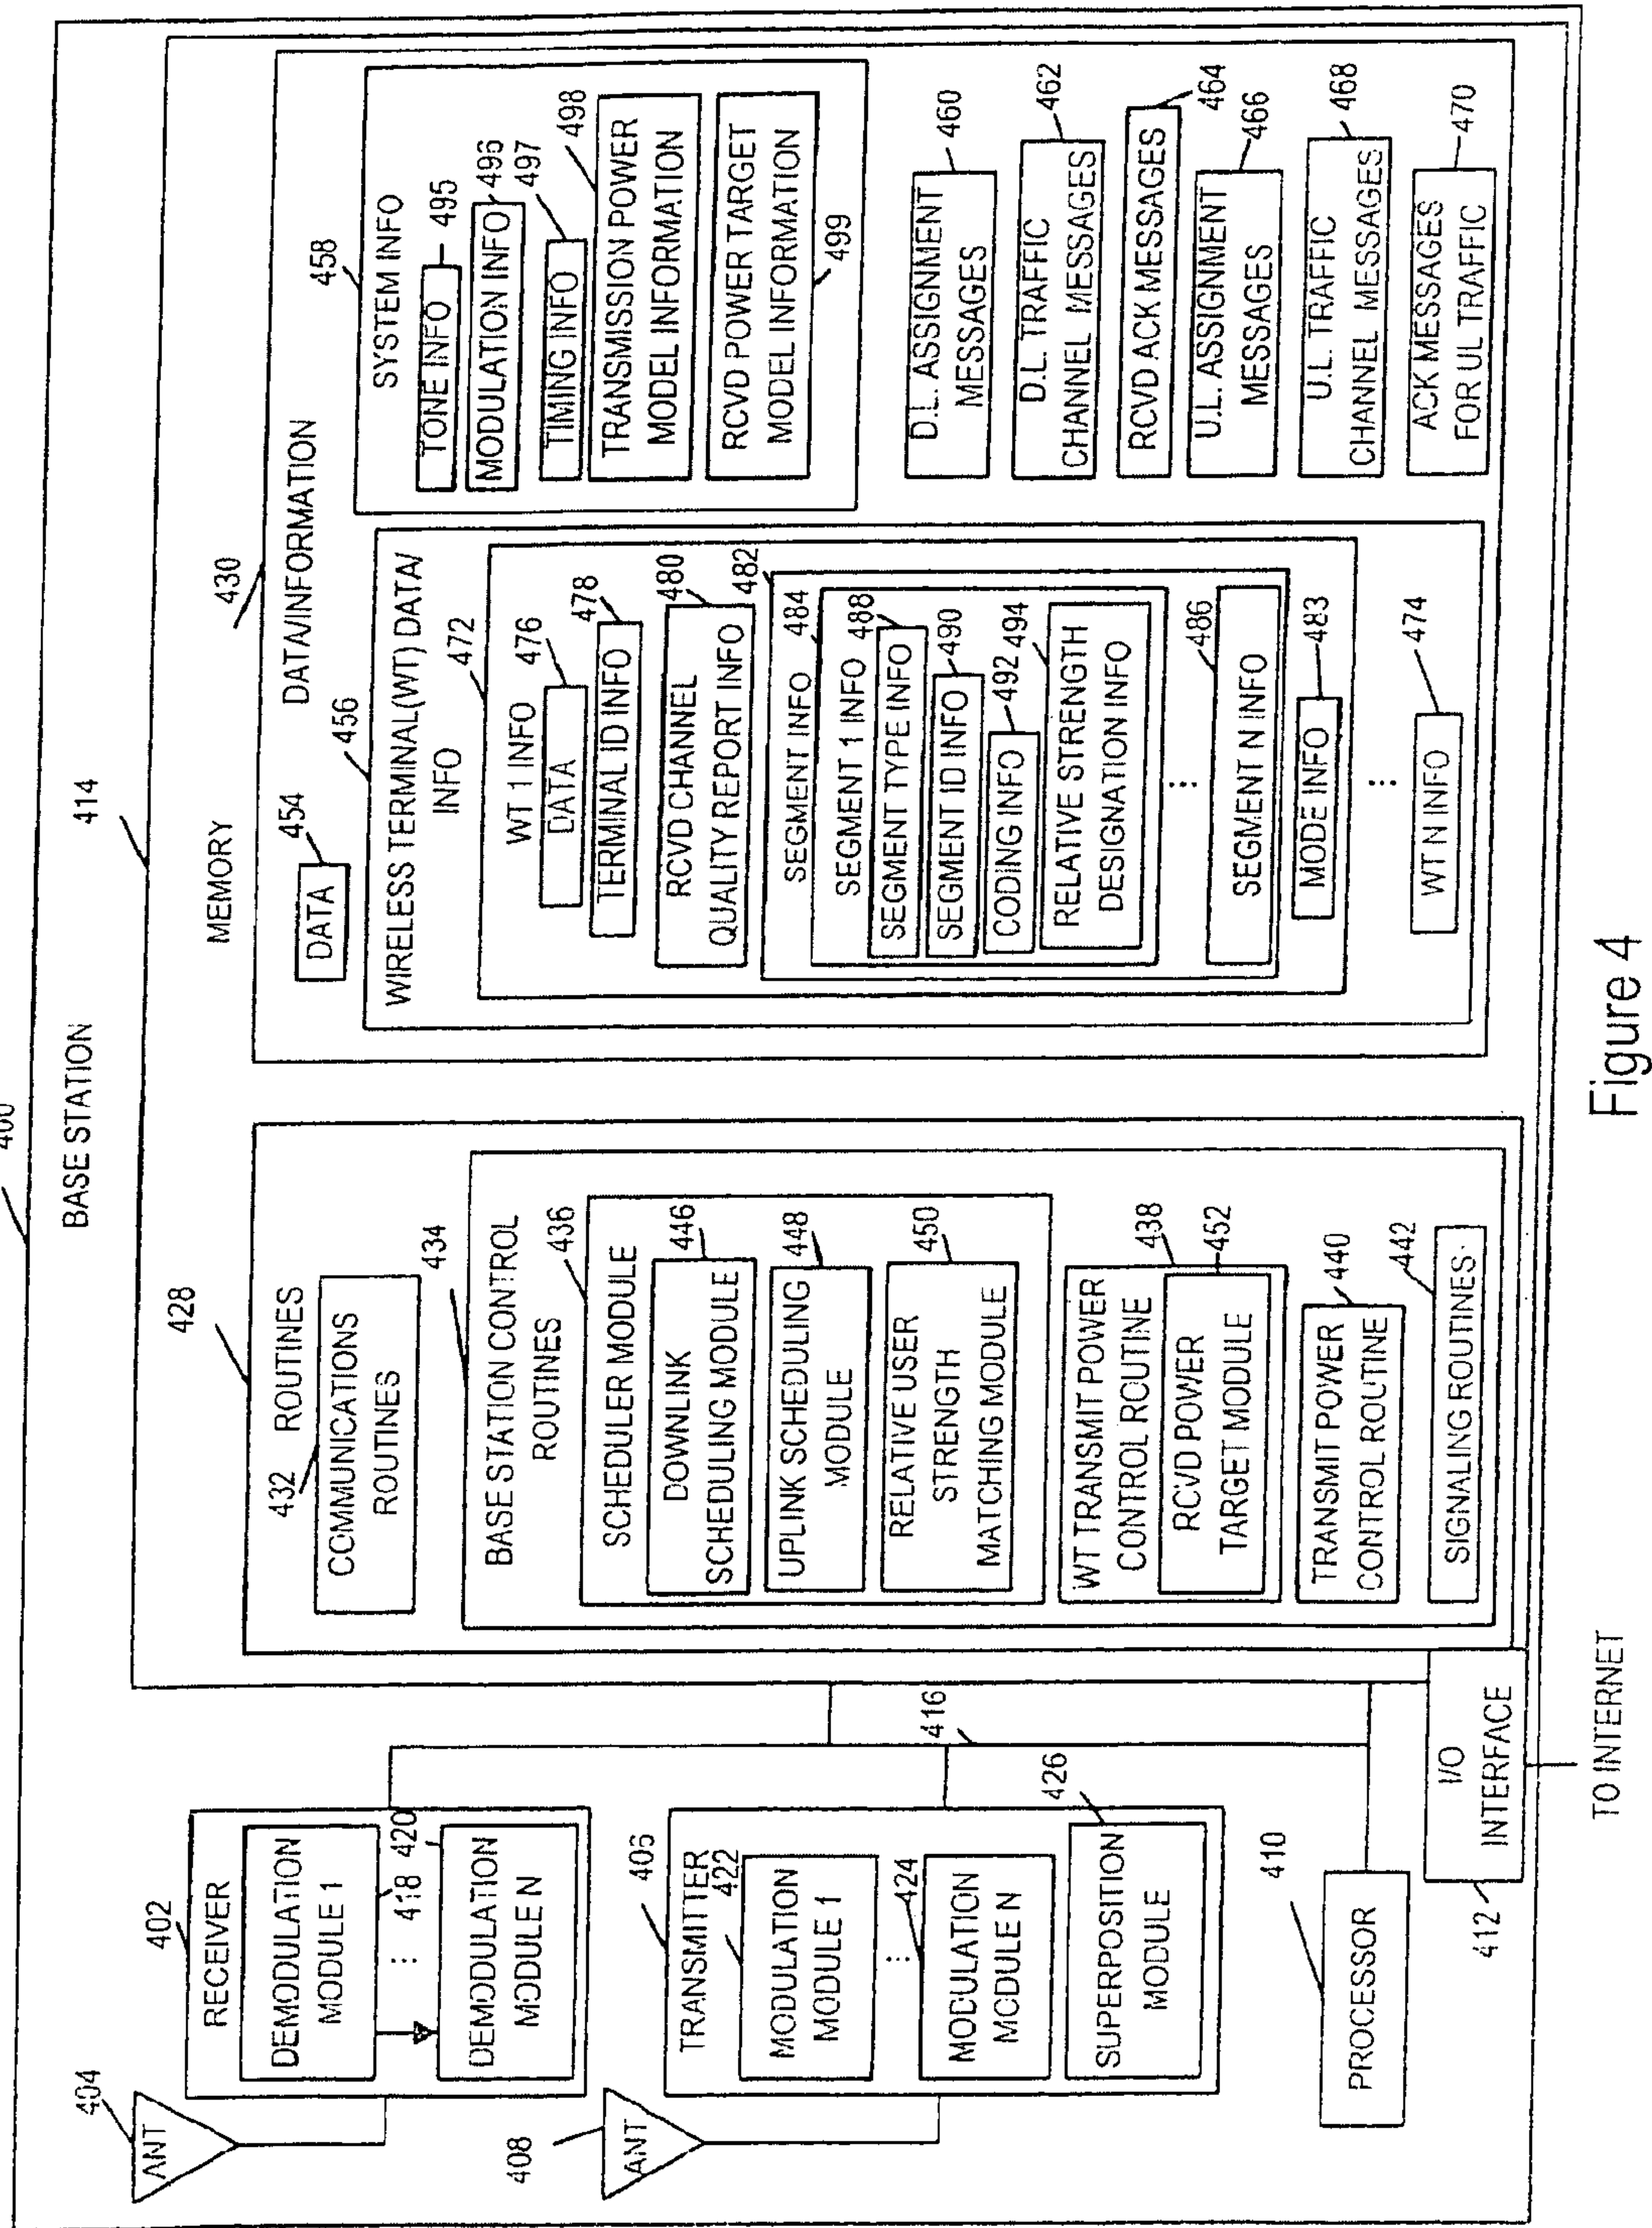 400
BASE STATION
404
ANT
402
RECEIVER
DEMODULATION
MODULE 1
418
420
DEMODULATION
MODULE N
408
ANT
406
TRANSMITTER
422
MODULATION
MODULE 1
424
MODULATION
MODULE N
426
SUPERPOSITION
MODULE
410
PROCESSOR
416
412
I/O
INTERFACE
TO INTERNET
414
MEMORY
428
ROUTINES
432
COMMUNICATIONS
ROUTINES
434
BASE STATION CONTROL
ROUTINES
436
SCHEDULER MODULE
446
DOWNLINK
SCHEDULING MODULE
448
UPLINK SCHEDULING
MODULE
450
RELATIVE USER
STRENGTH
MATCHING MODULE
438
WT TRANSMIT POWER
CONTROL ROUTINE
452
RCVD POWER
TARGET MODULE
440
TRANSMIT POWER
CONTROL ROUTINE
442
SIGNALING ROUTINES
430
DATA/INFORMATION
454
DATA
456
WIRELESS TERMINAL(WT) DATA/
INFO
472
WT 1 INFO
476
DATA
478
TERMINAL ID INFO
480
RCVD CHANNEL
QUALITY REPORT INFO
482
SEGMENT INFO
484
SEGMENT 1 INFO
488
SEGMENT TYPE INFO
490
SEGMENT ID INFO
492
CODING INFO
494
RELATIVE STRENGTH
DESIGNATION INFO
486
SEGMENT N INFO
483
MODE INFO
474
WT N INFO
458
SYSTEM INFO
495
TONE INFO
496
MODULATION INFO
497
TIMING INFO
498
TRANSMISSION POWER
MODEL INFORMATION
RCVD POWER TARGET
MODEL INFORMATION
499
460
D.L. ASSIGNMENT
MESSAGES
462
D.L. TRAFFIC
CHANNEL MESSAGES
464
RCVD ACK MESSAGES
466
U.L. ASSIGNMENT
MESSAGES
468
U.L. TRAFFIC
CHANNEL MESSAGES
470
ACK MESSAGES
FOR UL TRAFFIC
Figure 4